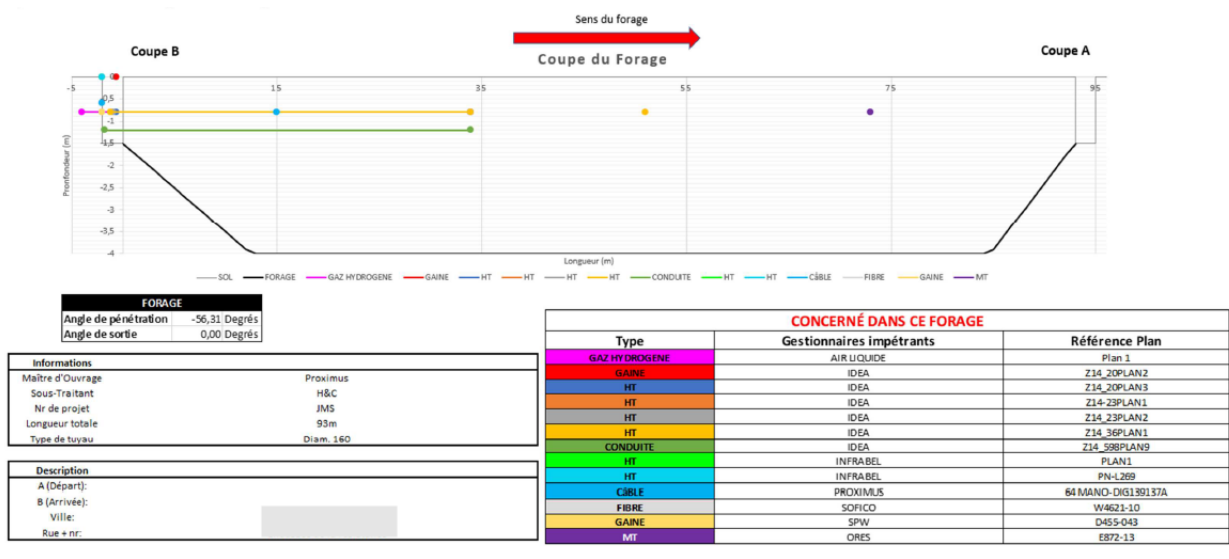 Sens du forage
Coupe B
Coupe A
Coupe du Forage
-5 15 35 55 75 95
-0,5
-1
-1,5
-2
-2,5
-3
-3,5
-4
Pronfondeur (m)
Longueur (m)
SOL FORAGE GAZ HYDROGENE GAINE HT HT HT HT CONDUITE HT HT CâBLE FIBRE GAINE MT
FORAGE
Angle de pénétration -56,31 Degrés
Angle de sortie 0,00 Degrés
Informations
Maître d'Ouvrage Proximus
Sous-Traitant H&C
Nr de projet JMS
Longueur totale 93m
Type de tuyau Diam. 160
Description
A (Départ):
B (Arrivée):
Ville:
Rue + nr:
CONCERNÉ DANS CE FORAGE
Type Gestionnaires impétrants Référence Plan
GAZ HYDROGENE AIR LIQUIDE Plan 1
GAINE IDEA Z14_20PLAN2
HT IDEA Z14_20PLAN3
HT IDEA Z14-23PLAN1
HT IDEA Z14_23PLAN2
HT IDEA Z14_36PLAN1
CONDUITE IDEA Z14_598PLAN9
HT INFRABEL PLAN1
HT INFRABEL PN-L269
CâBLE PROXIMUS 64 MANO-DIG139137A
FIBRE SOFICO W4621-10
GAINE SPW D455-043
MT ORES E872-13